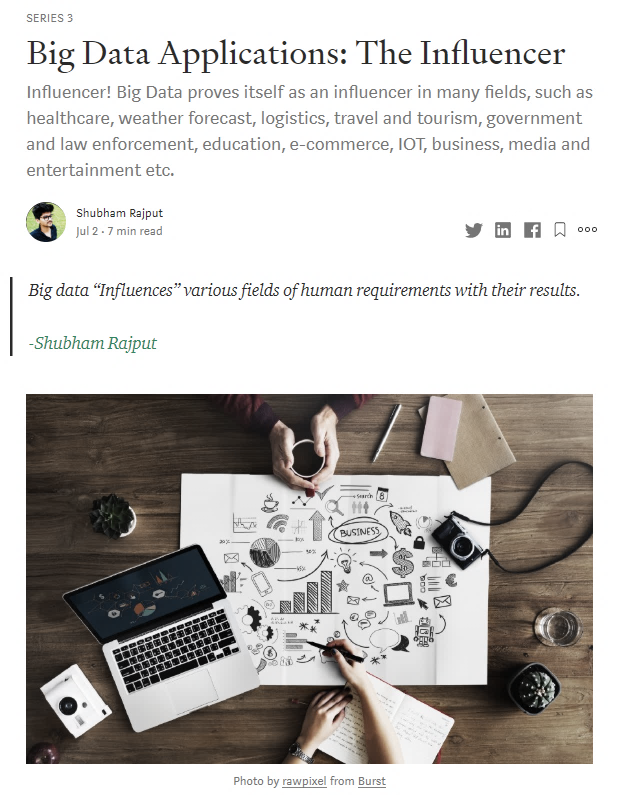 SERIES 3
Big Data Applications: The Influencer
Influencer! Big Data proves itself as an influencer in many fields, such as
healthcare, weather forecast, logistics, travel and tourism, government
and law enforcement, education, e-commerce, IOT, business, media and
entertainment etc.
Shubham Rajput
Jul 2 · 7 min read
Big data “Influences” various fields of human requirements with their results.
-Shubham Rajput
Search
8
BUSINESS
30%
$
@
Photo by rawpixel from Burst